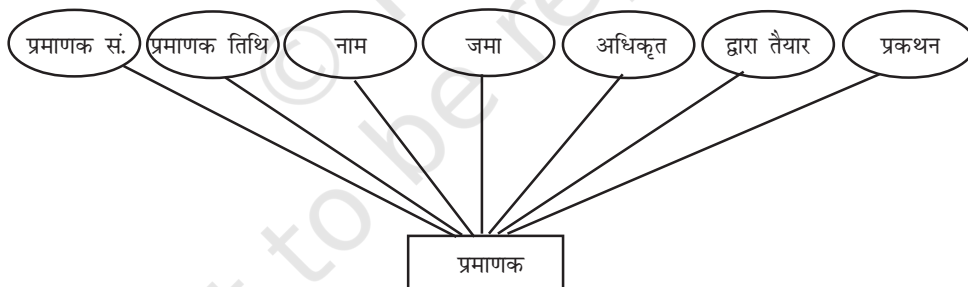 प्रमाणक सं. प्रमाणक तिथि नाम जमा अधिकृत द्वारा तैयार प्रकथन
प्रमाणक